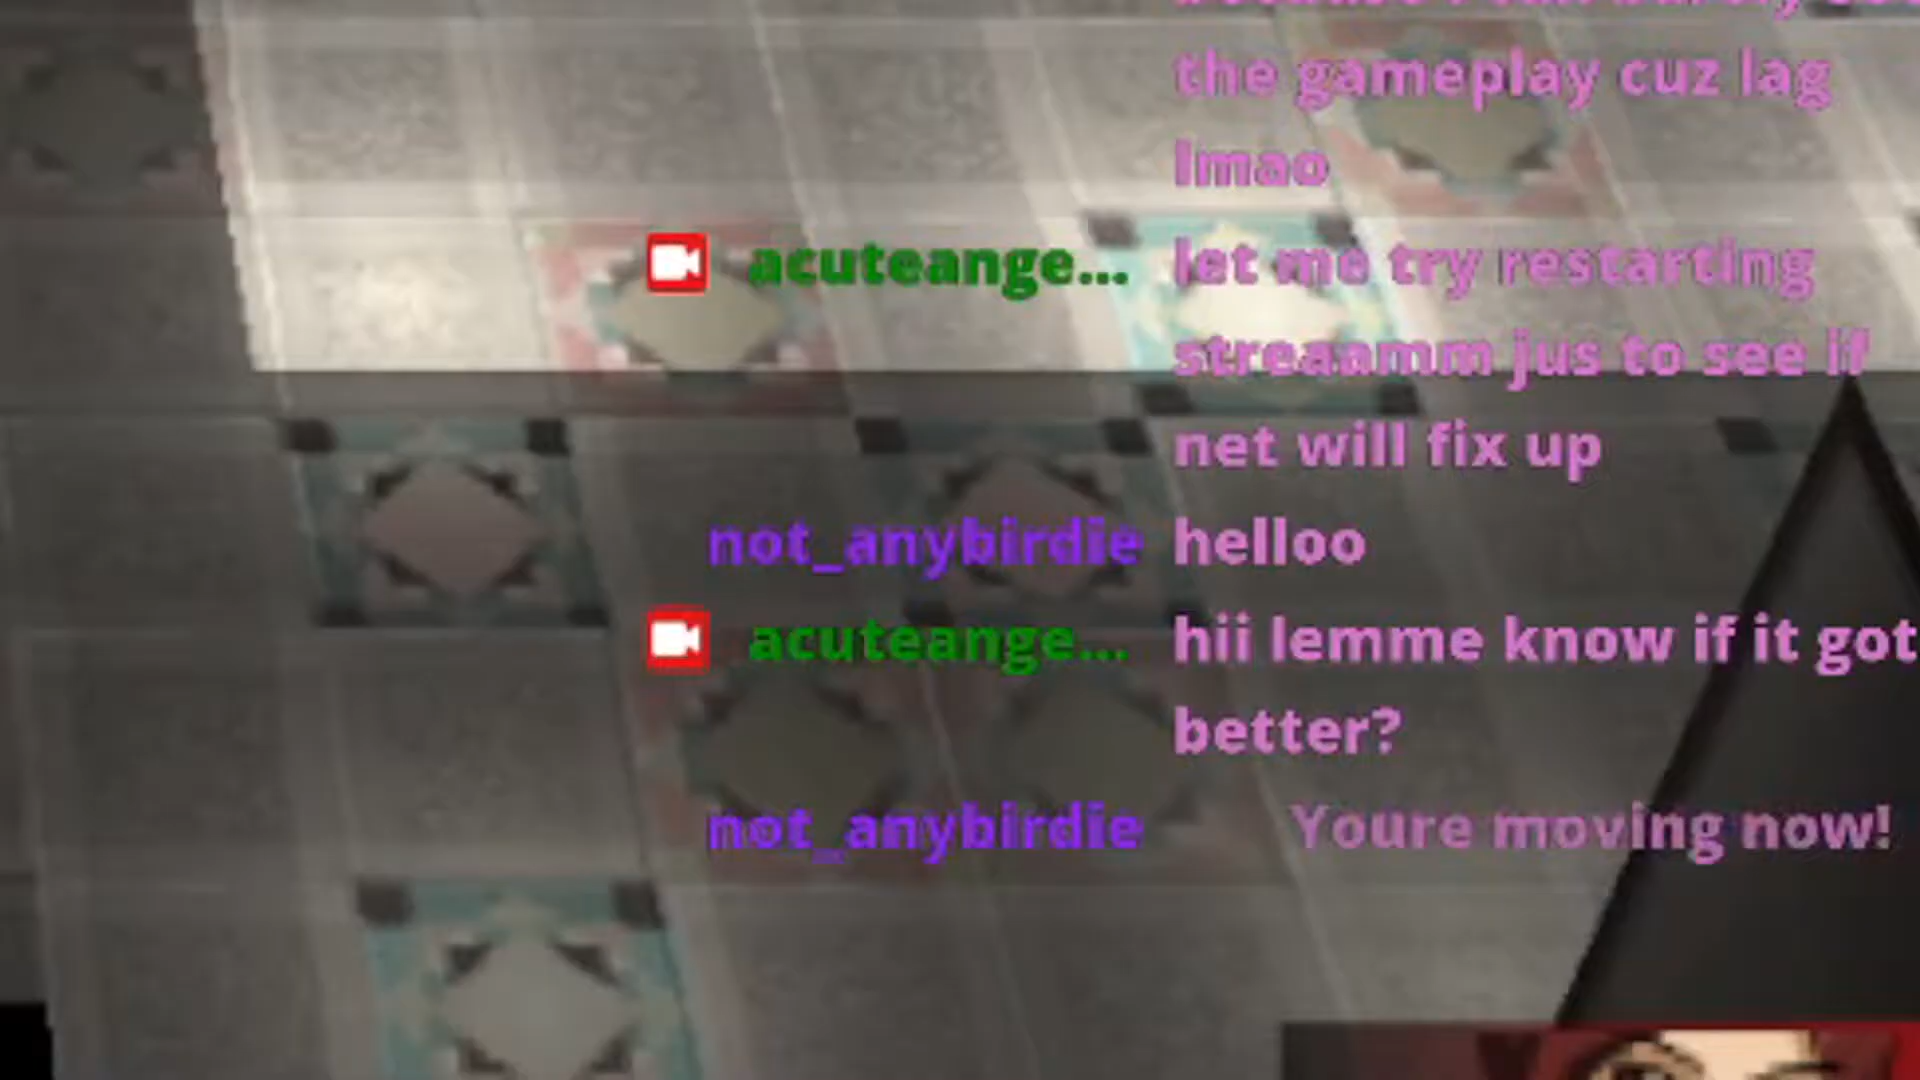 the gameplay cuz lag
lmao
acuteange... let me try restarting
streaamm jus to see if
net will fix up
not_anybirdie helloo
acuteange... hii lemme know if it got
better?
not_anybirdie Youre moving now!